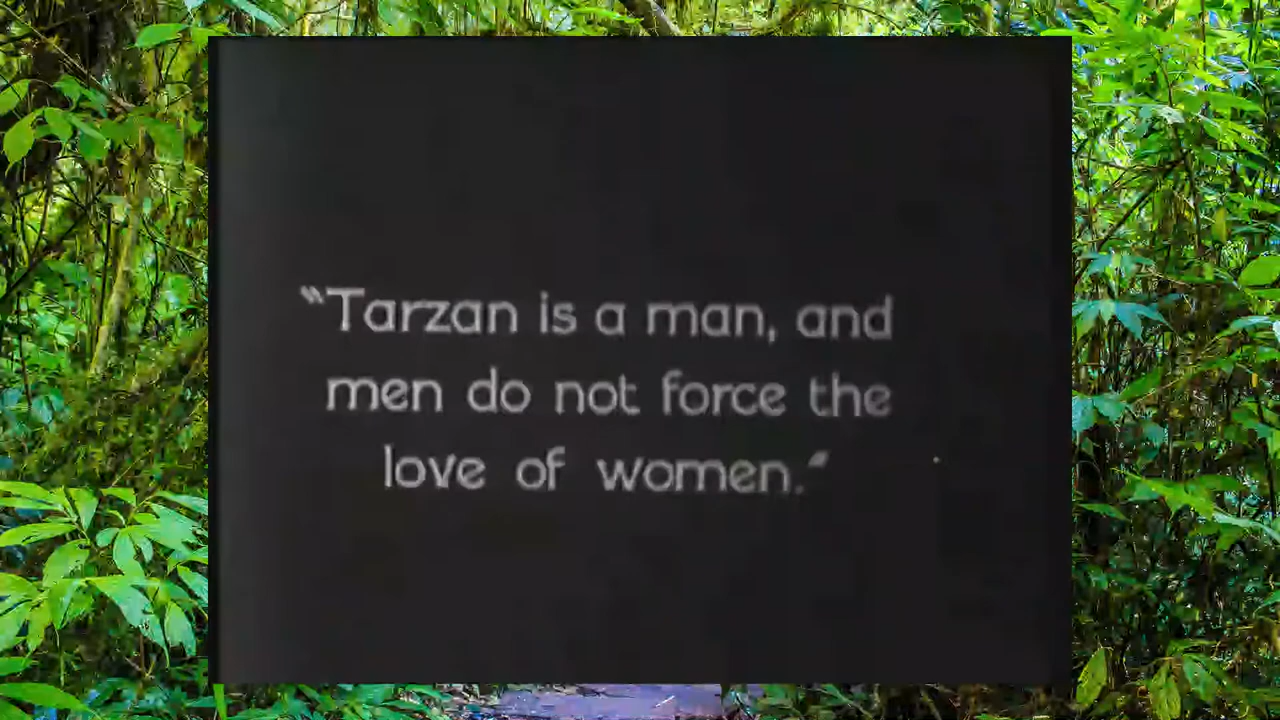 "Tarzan is a man, and
men do not force the
love of women."